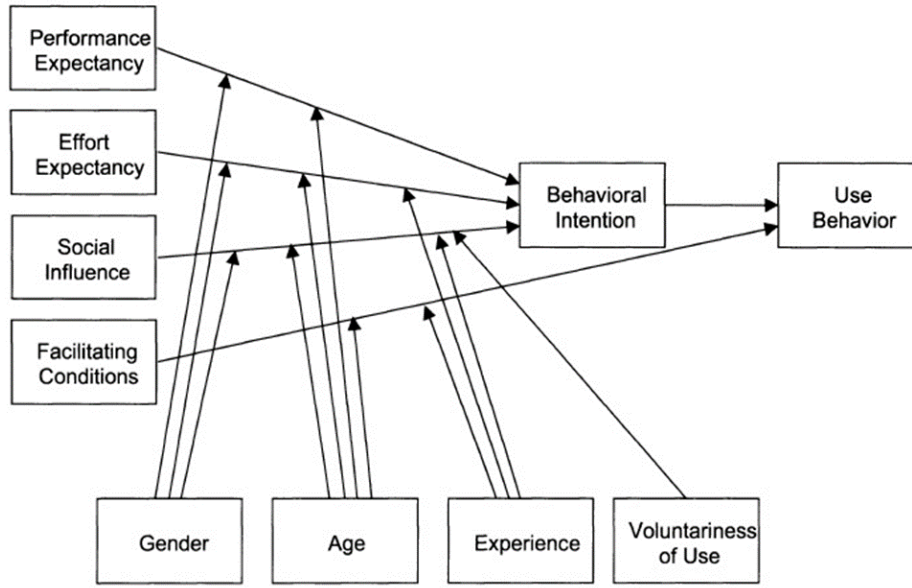 Performance
Expectancy
Effort
Expectancy
Social
Influence
Facilitating
Conditions
Behavioral
Intention
Use
Behavior
Gender
Age
Experience
Voluntariness
of Use